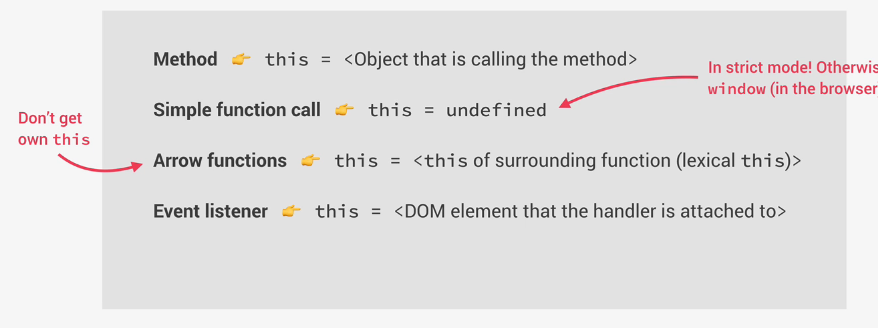 Method 👉 this = <Object that is calling the method>
In strict mode! Otherwis
window (in the browser
Simple function call 👉 this = undefined
Don't get
own this
Arrow functions 👉 this = <this of surrounding function (lexical this)>
Event listener 👉 this = <DOM element that the handler is attached to>